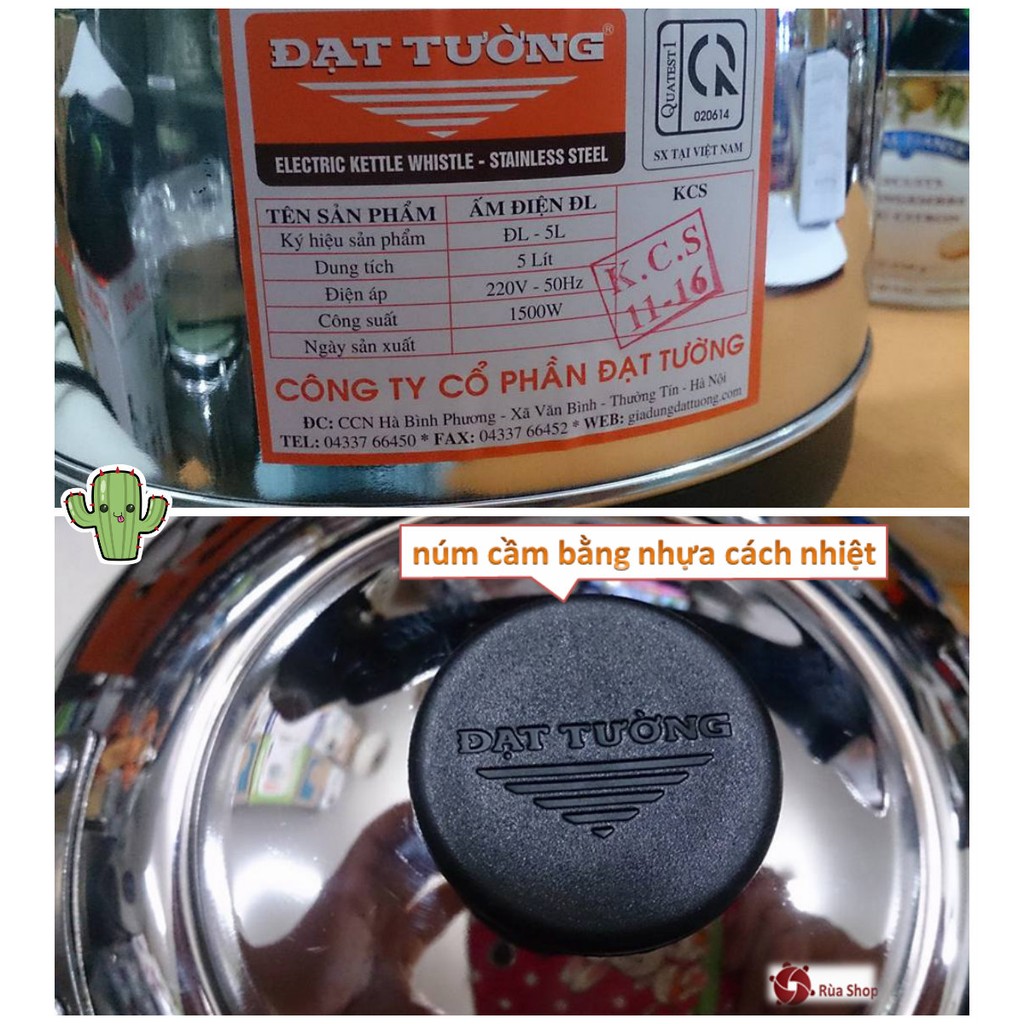 ĐẠT TƯỜNG®
ELECTRIC KETTLE WHISTLE - STAINLESS STEEL
QUATEST 1
020614
SX TẠI VIỆT NAM
TÊN SẢN PHẨM ẤM ĐIỆN ĐL KCS
Ký hiệu sản phẩm ĐL - 5L
Dung tích 5 Lít
Điện áp 220V - 50Hz
Công suất 1500W
Ngày sản xuất
K.C.S
11-16
CÔNG TY CỔ PHẦN ĐẠT TƯỜNG
ĐC: CCN Hà Bình Phương - Xã Văn Bình - Thường Tín - Hà Nội
TEL: 04337 66450 * FAX: 04337 66452 * WEB: giadungdattuong.com
núm cầm bằng nhựa cách nhiệt
ĐẠT TƯỜNG
Rùa Shop